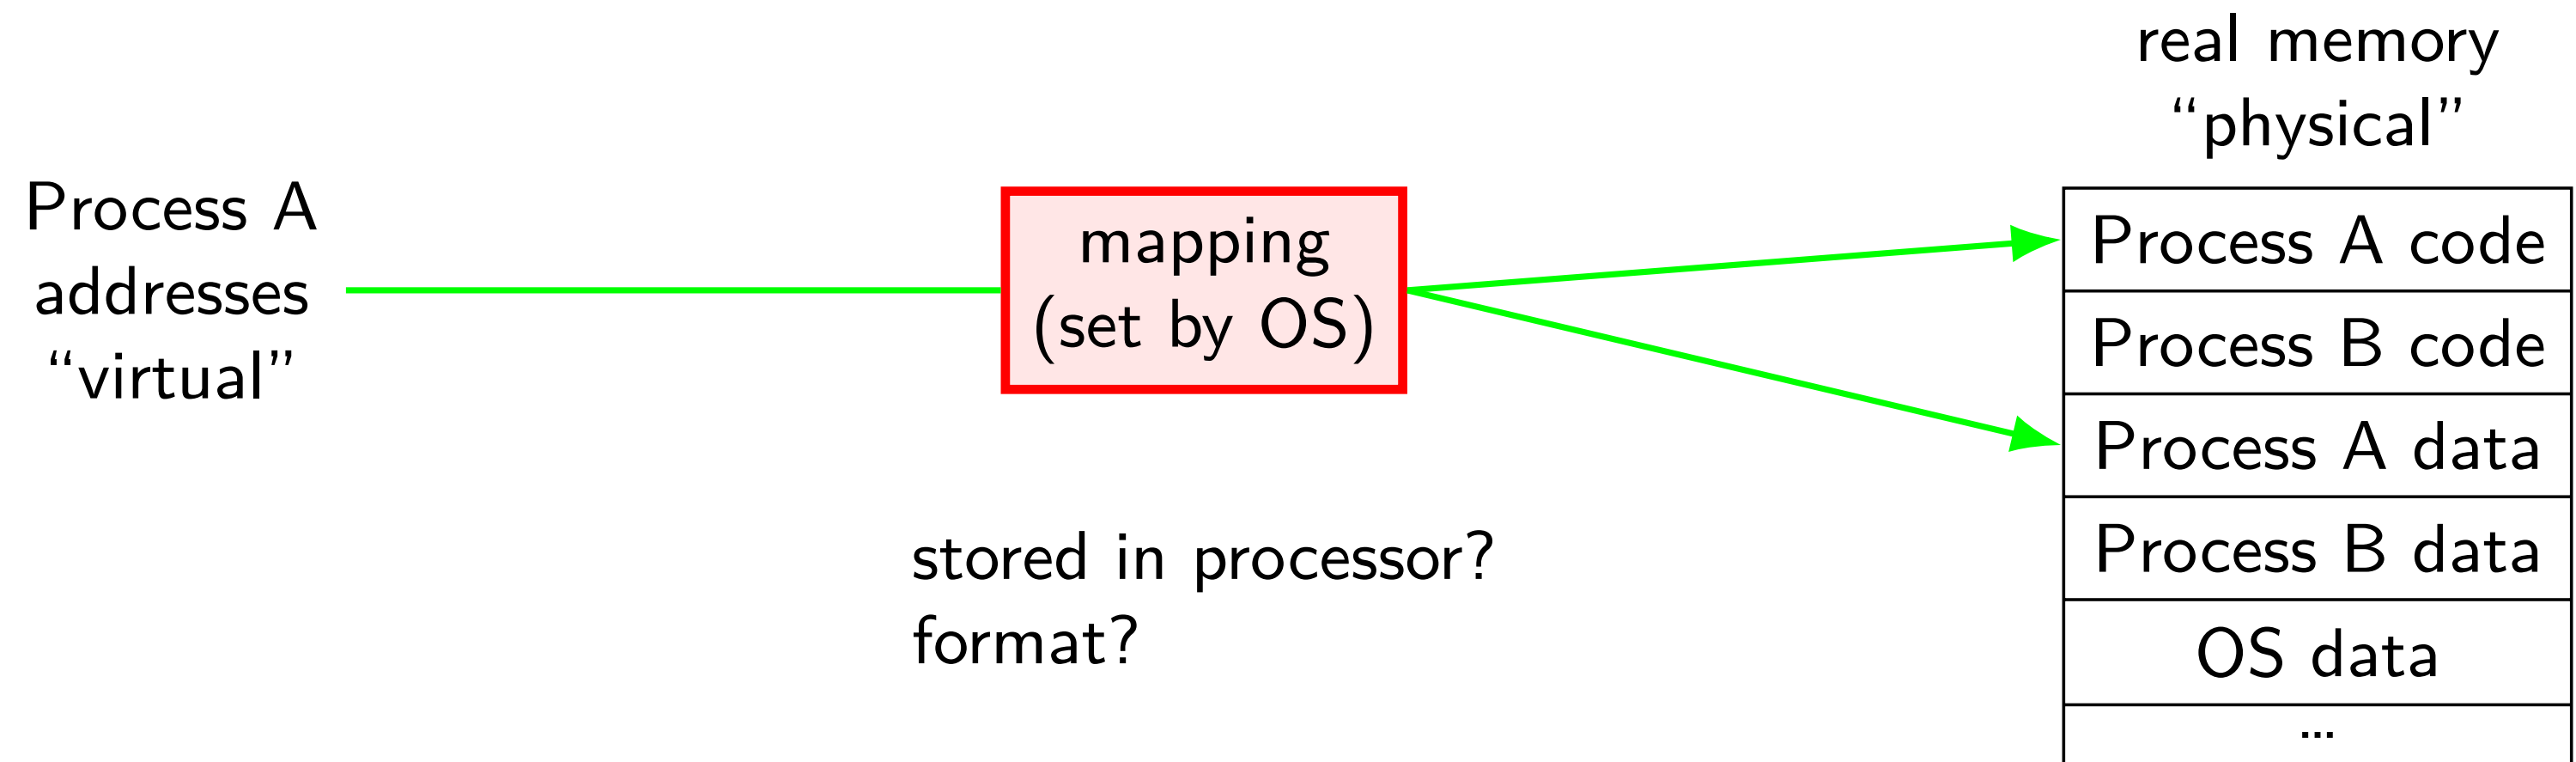 Process A
addresses
“virtual”
mapping
(set by OS)
stored in processor?
format?
real memory
“physical”
Process A code
Process B code
Process A data
Process B data
OS data
...